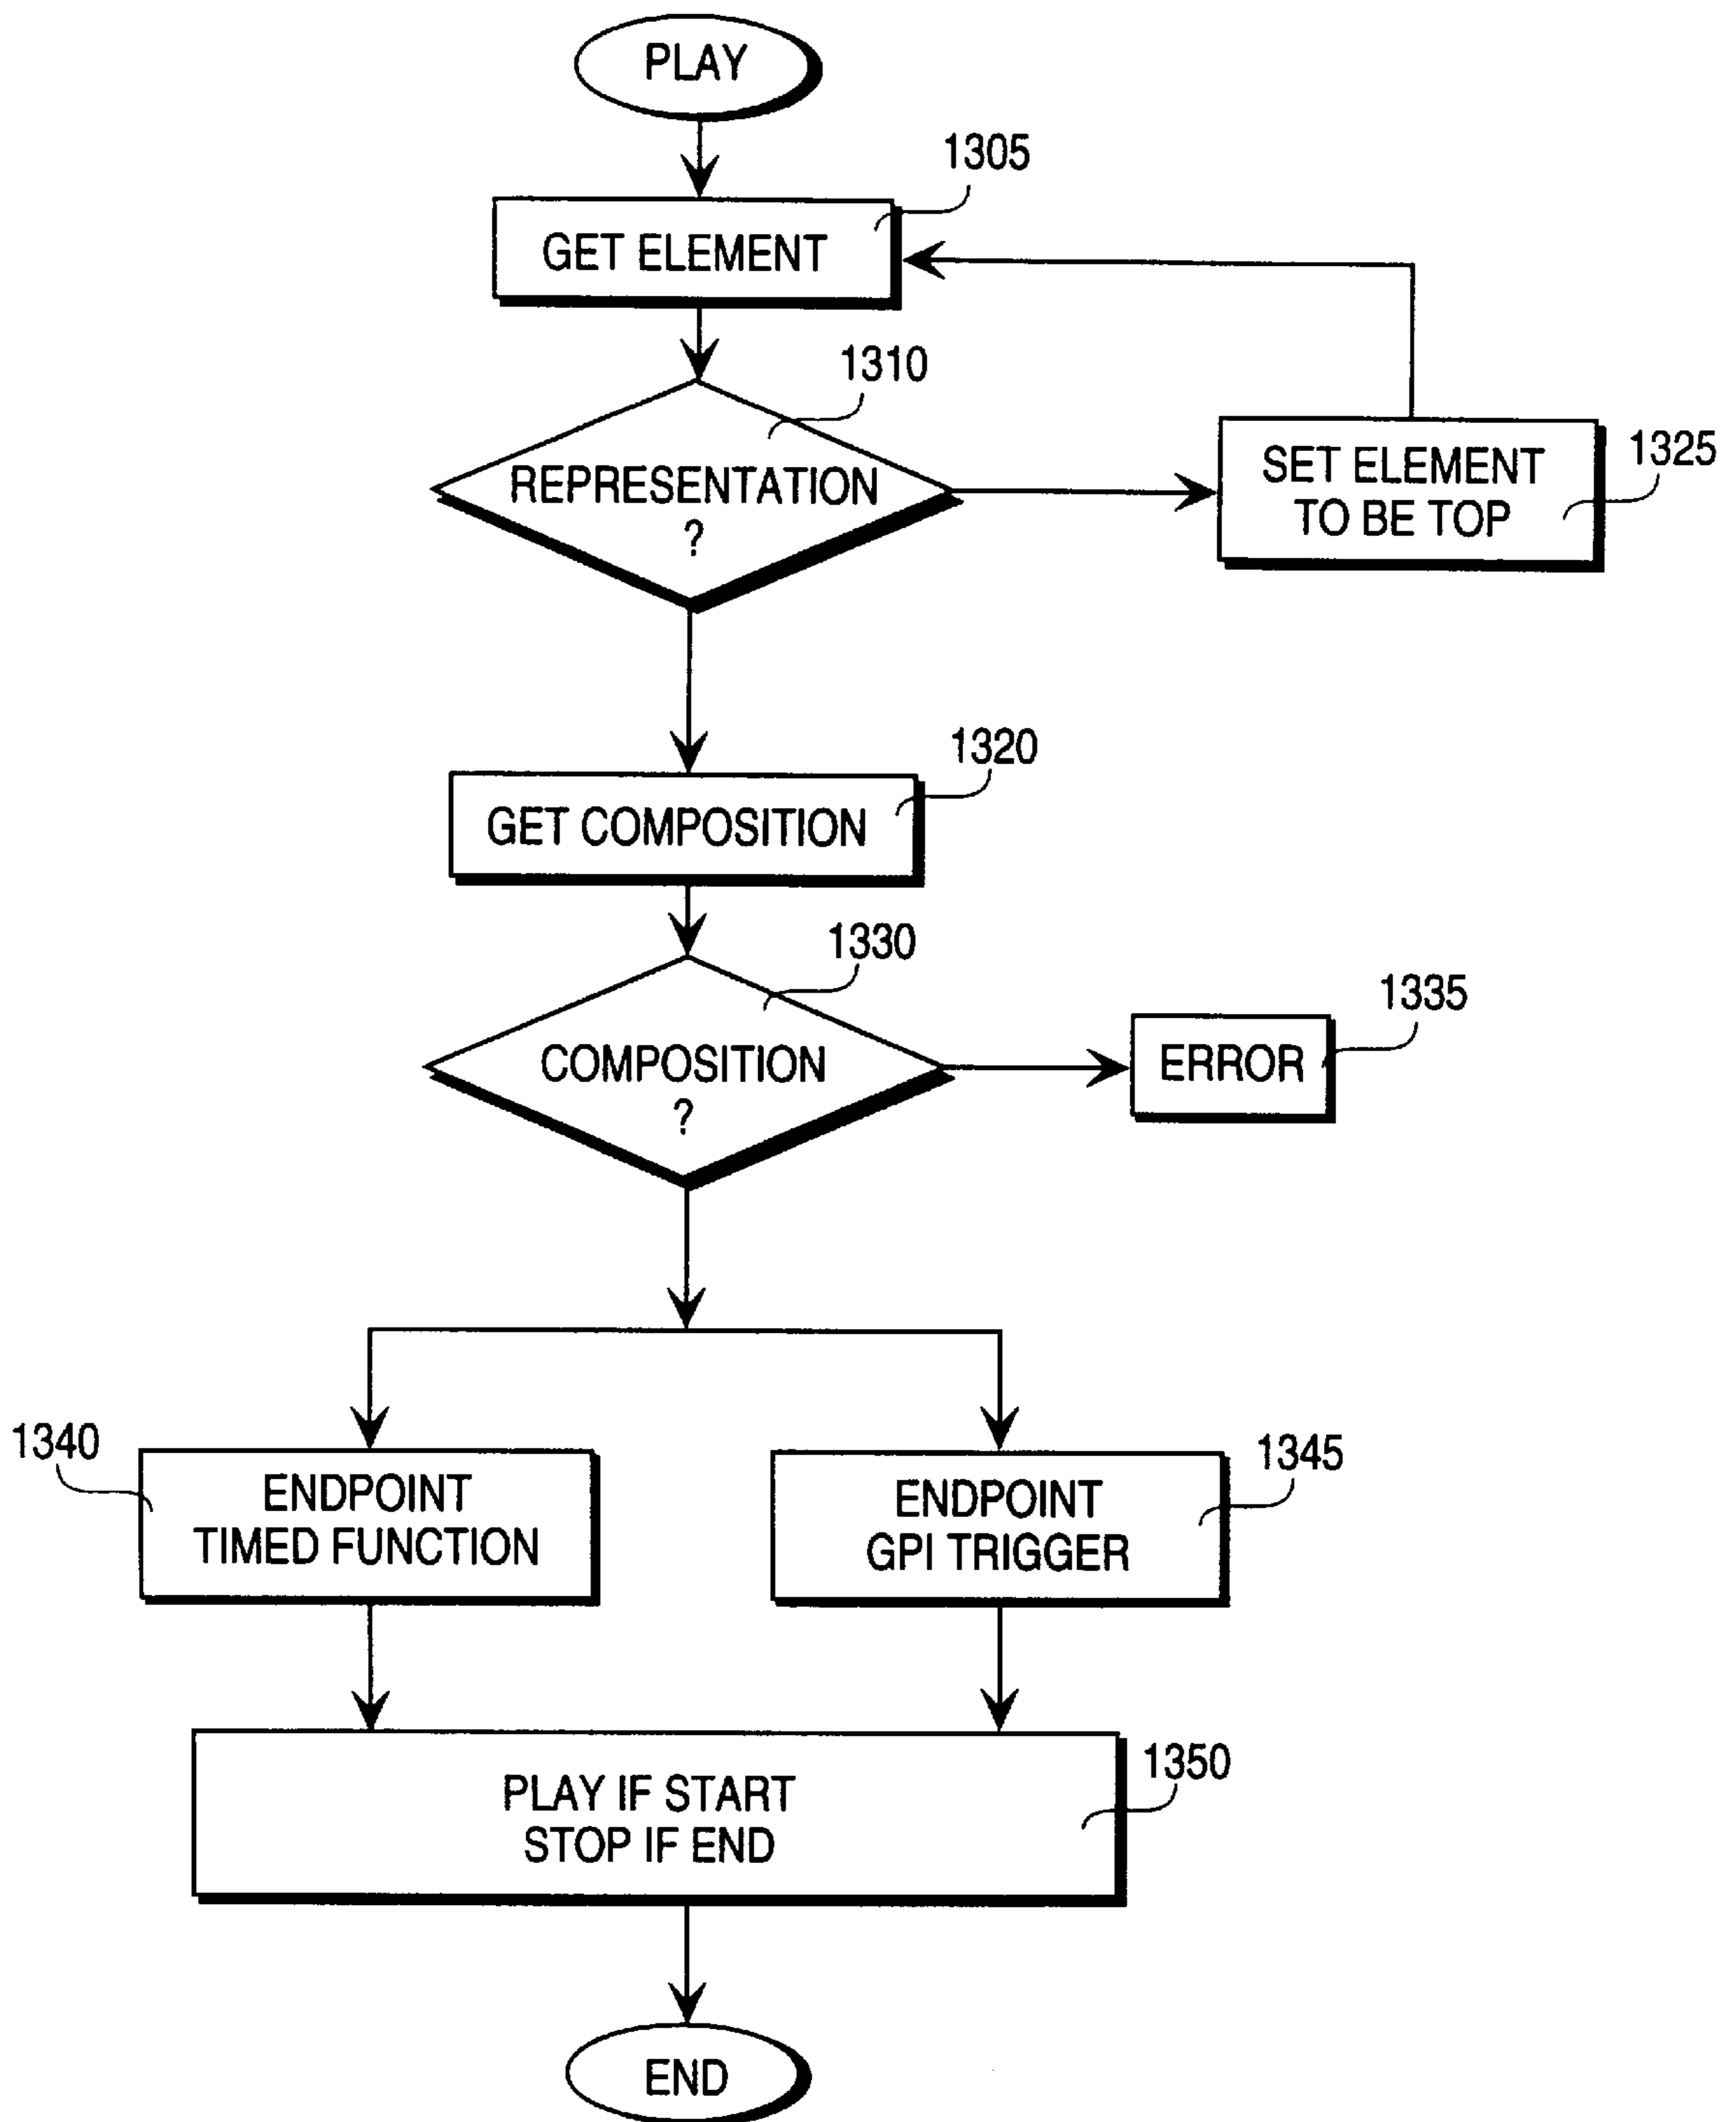 PLAY
1305
GET ELEMENT
1310
REPRESENTATION
?
SET ELEMENT
TO BE TOP
1325
1320
GET COMPOSITION
1330
COMPOSITION
?
1335
ERROR
1340
ENDPOINT
TIMED FUNCTION
1345
ENDPOINT
GPI TRIGGER
1350
PLAY IF START
STOP IF END
END